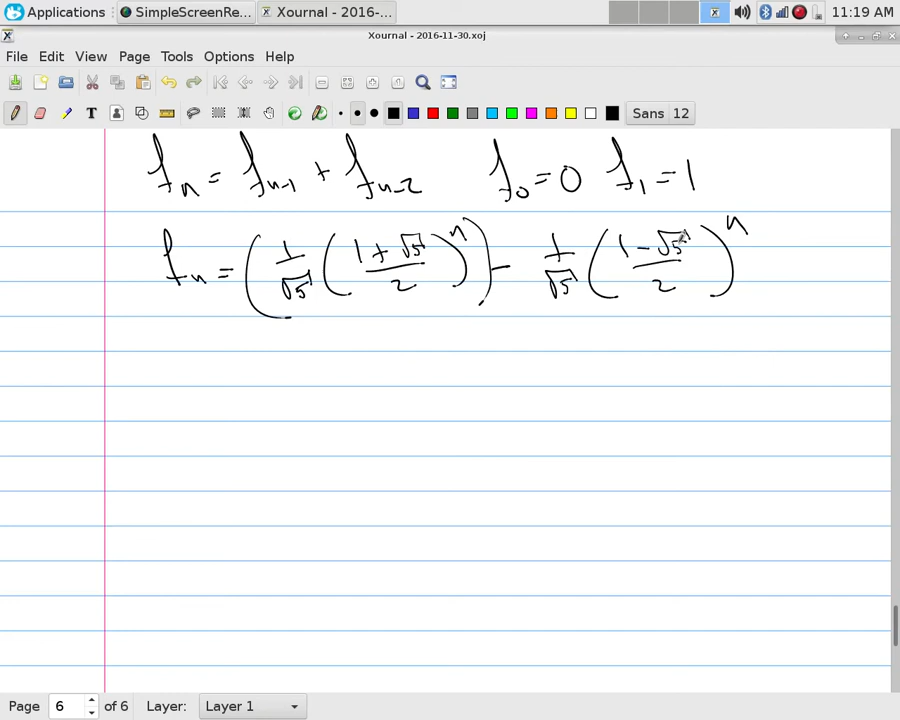 Applications SimpleScreenRe... Xournal - 2016-... 11:19 AM
Xournal - 2016-11-30.xoj
File Edit View Page Tools Options Help
T Sans 12
f_n = f_{n-1} + f_{n-2} f_0 = 0 f_1 = 1
f_n = (1/√5 ((1+√5)/2)^n) - 1/√5 ((1-√5)/2)^n
Page 6 of 6 Layer: Layer 1